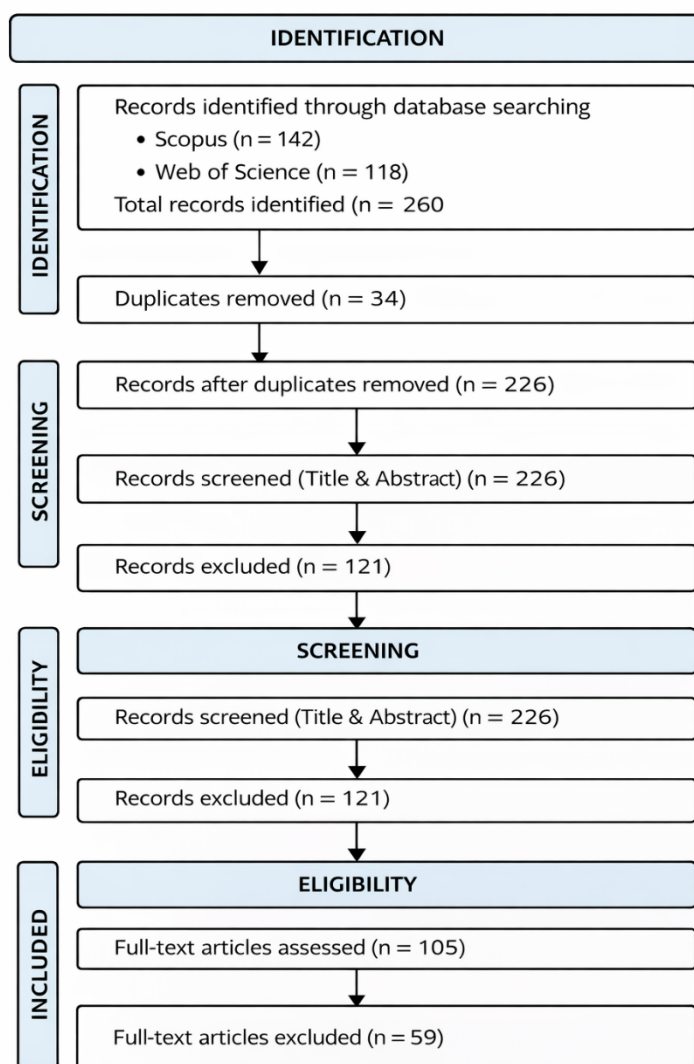 IDENTIFICATION
IDENTIFICATION
Records identified through database searching
• Scopus (n = 142)
• Web of Science (n = 118)
Total records identified (n = 260
Duplicates removed (n = 34)
SCREENING
Records after duplicates removed (n = 226)
Records screened (Title & Abstract) (n = 226)
Records excluded (n = 121)
ELIGIDILITY
SCREENING
Records screened (Title & Abstract) (n = 226)
Records excluded (n = 121)
INCLUDED
ELIGIBILITY
Full-text articles assessed (n = 105)
Full-text articles excluded (n = 59)